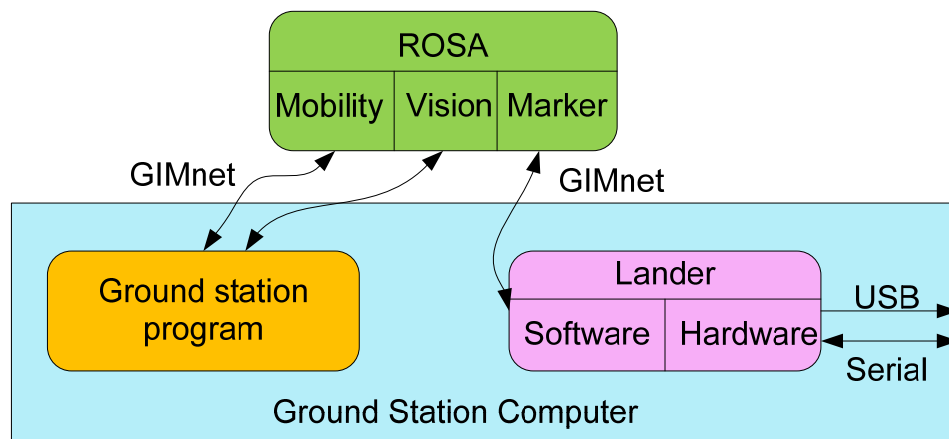 ROSA
Mobility
Vision
Marker
GIMnet
GIMnet
Ground station
program
Lander
Software
Hardware
USB
Serial
Ground Station Computer